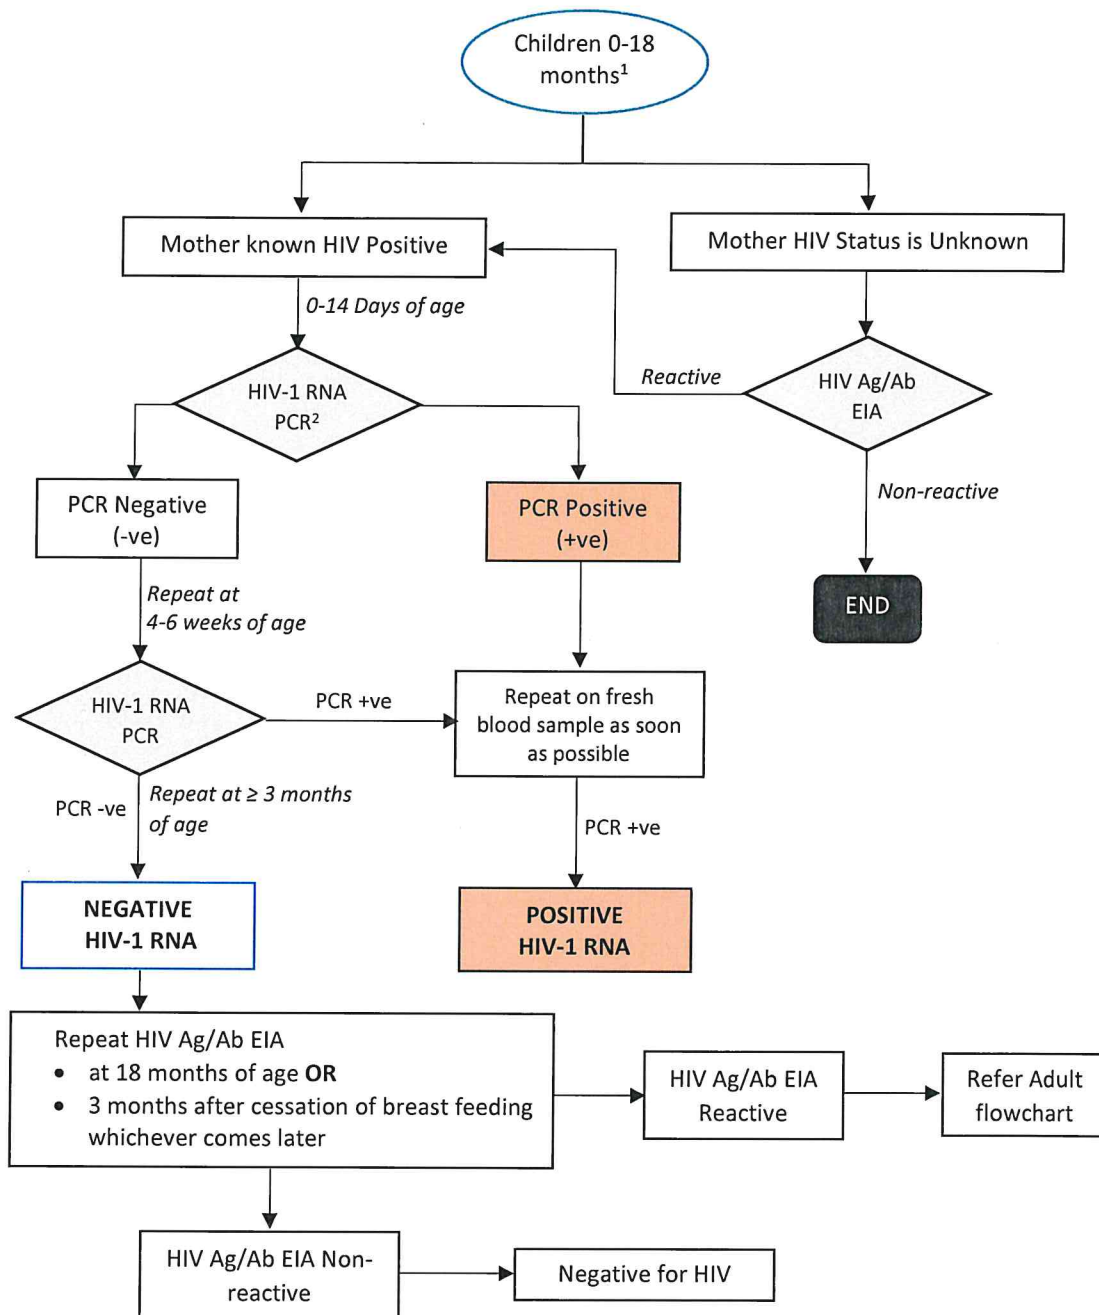 Children 0-18
months¹
Mother known HIV Positive
Mother HIV Status is Unknown
0-14 Days of age
HIV-1 RNA
PCR²
Reactive
HIV Ag/Ab
EIA
PCR Negative
(-ve)
PCR Positive
(+ve)
Non-reactive
Repeat at
4-6 weeks of age
END
HIV-1 RNA
PCR
PCR +ve
Repeat on fresh
blood sample as soon
as possible
PCR -ve
Repeat at ≥ 3 months
of age
PCR +ve
NEGATIVE
HIV-1 RNA
POSITIVE
HIV-1 RNA
Repeat HIV Ag/Ab EIA
• at 18 months of age OR
• 3 months after cessation of breast feeding
whichever comes later
HIV Ag/Ab EIA
Reactive
Refer Adult
flowchart
HIV Ag/Ab EIA Non-
reactive
Negative for HIV